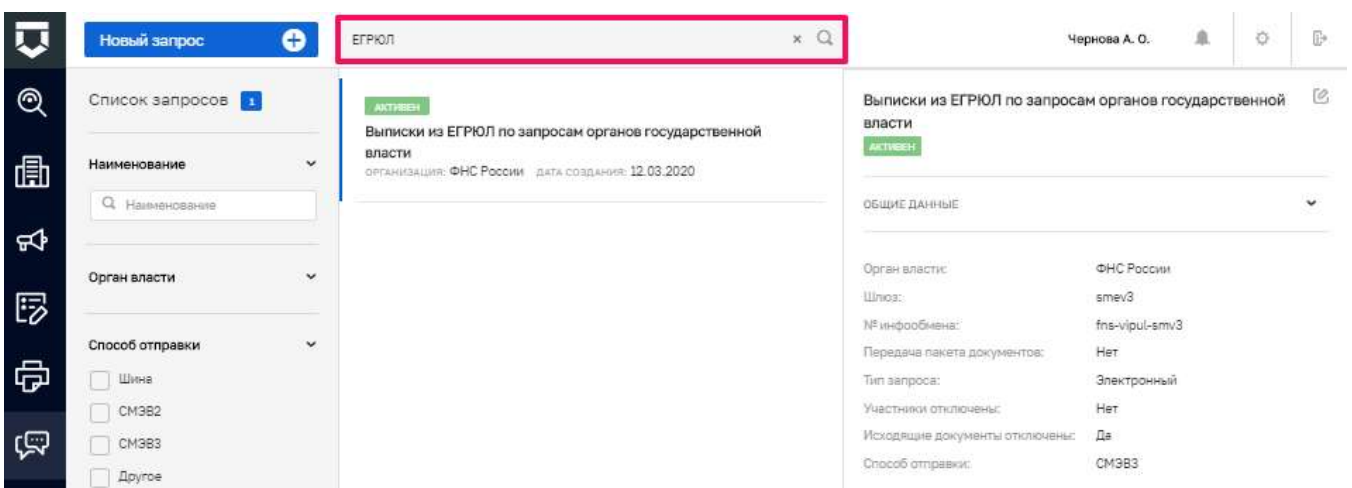 Новый запрос
ЕГРЮЛ
Чернова А. О.
Список запросов 1
Наименование
Наименование
Орган власти
Способ отправки
Шина
СМЭВ2
СМЭВ3
Другое
АКТИВЕН
Выписки из ЕГРЮЛ по запросам органов государственной
власти
ОРГАНИЗАЦИЯ: ФНС России ДАТА СОЗДАНИЯ: 12.03.2020
Выписки из ЕГРЮЛ по запросам органов государственной
власти
АКТИВЕН
ОБЩИЕ ДАННЫЕ
Орган власти: ФНС России
Шлюз: smev3
№ инфообмена: fns-vipul-smv3
Передача пакета документов: Нет
Тип запроса: Электронный
Участники отключены: Нет
Исходящие документы отключены: Да
Способ отправки: СМЭВ3